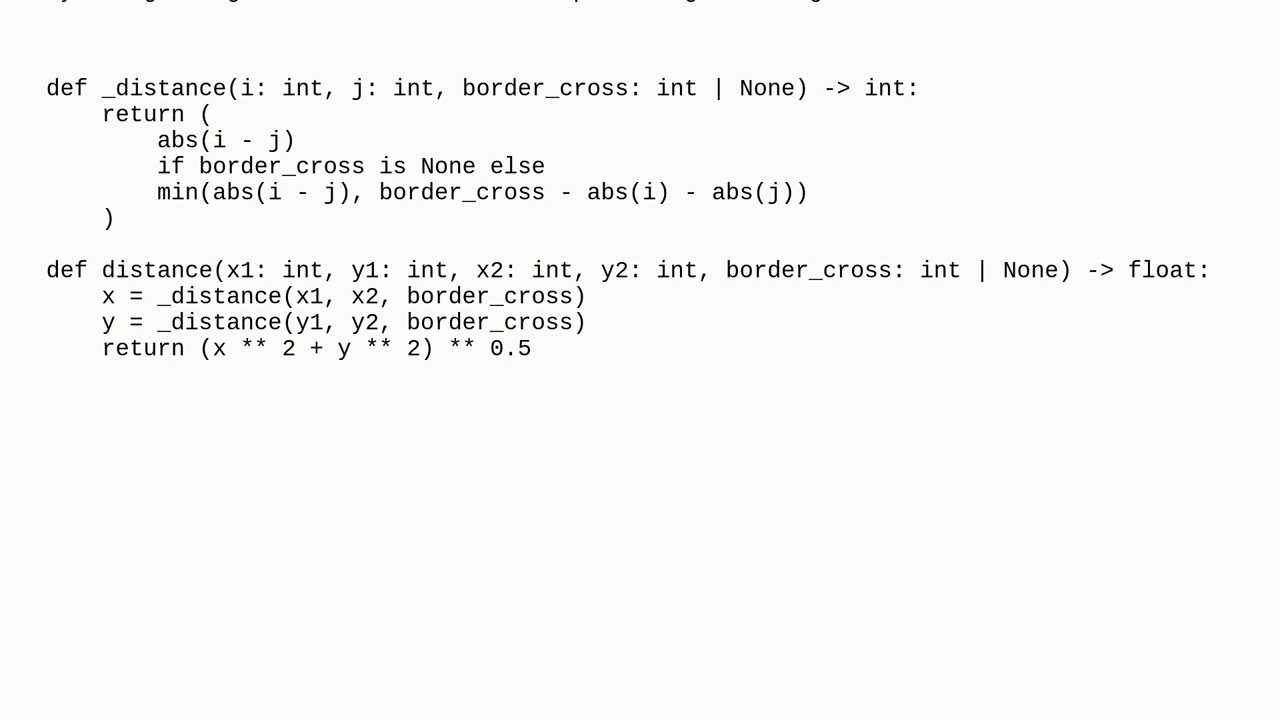 def _distance(i: int, j: int, border_cross: int | None) -> int:
    return (
        abs(i - j)
        if border_cross is None else
        min(abs(i - j), border_cross - abs(i) - abs(j))
    )

def distance(x1: int, y1: int, x2: int, y2: int, border_cross: int | None) -> float:
    x = _distance(x1, x2, border_cross)
    y = _distance(y1, y2, border_cross)
    return (x ** 2 + y ** 2) ** 0.5